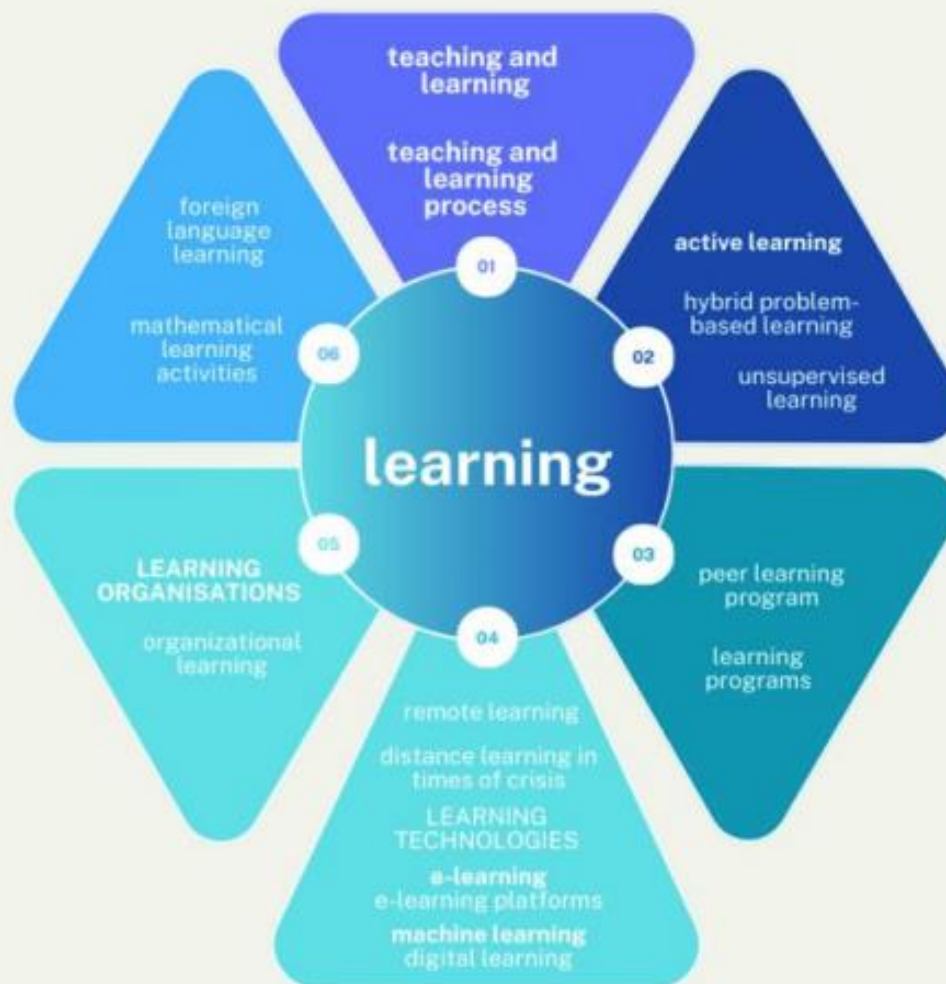 teaching and
learning
teaching and
learning
process
01
active learning
hybrid problem-
based learning
unsupervised
learning
02
peer learning
program
learning
programs
03
04
remote learning
distance learning in
times of crisis
LEARNING
TECHNOLOGIES
e-learning
e-learning platforms
machine learning
digital learning
05
LEARNING
ORGANISATIONS
organizational
learning
06
foreign
language
learning
mathematical
learning
activities
learning